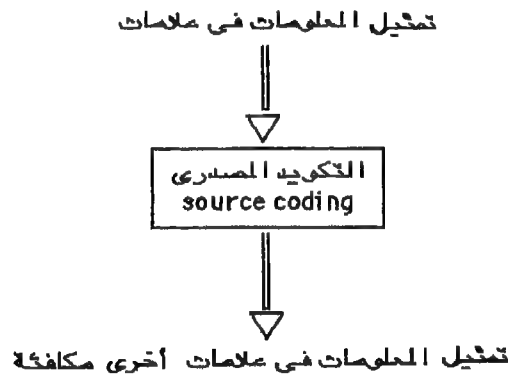 تمثيل المعلومات فى علامات
التكويد المصدرى
source coding
تمثيل المعلومات فى علامات أخرى مكافئة